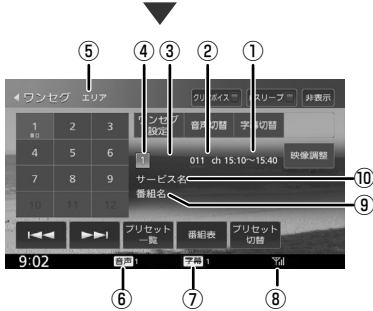 ⑤ ④ ③ ② ①
ワンセグ エリア
クリアボイス スリープ 非表示
1 2 3
ワンセグ設定 音声切替 字幕切替
4 5 6
1 011 ch 15:10～15:40 映像調整
7 8 9
サービス名 ⑩
番組名 ⑨
10 11 12
プリセット一覧 番組表 プリセット切替
9:02 音声 1 字幕 1
⑥ ⑦ ⑧